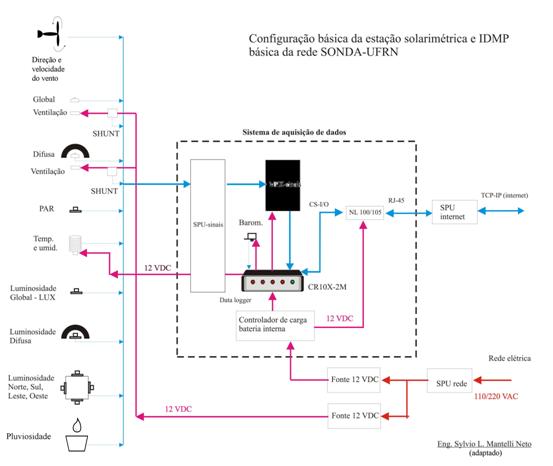 Configuração básica da estação solarimétrica e IDMP
básica da rede SONDA-UFRN
Direção e
velocidade
do vento
Global
Ventilação
SHUNT
Difusa
Ventilação
SHUNT
PAR
Temp.
e umid.
Luminosidade
Global - LUX
Luminosidade
Difusa
Luminosidade
Norte, Sul,
Leste, Oeste
Pluviosidade
12 VDC
12 VDC
Sistema de aquisição de dados
SPU-sinais
Barom.
CS-I/O
NL 100/105
RJ-45
SPU
internet
TCP-IP (internet)
CR10X-2M
Data logger
12 VDC
Controlador de carga
bateria interna
Fonte 12 VDC
Fonte 12 VDC
SPU rede
Rede elétrica
110/220 VAC
Eng. Sylvio L. Mantelli Neto
(adaptado)